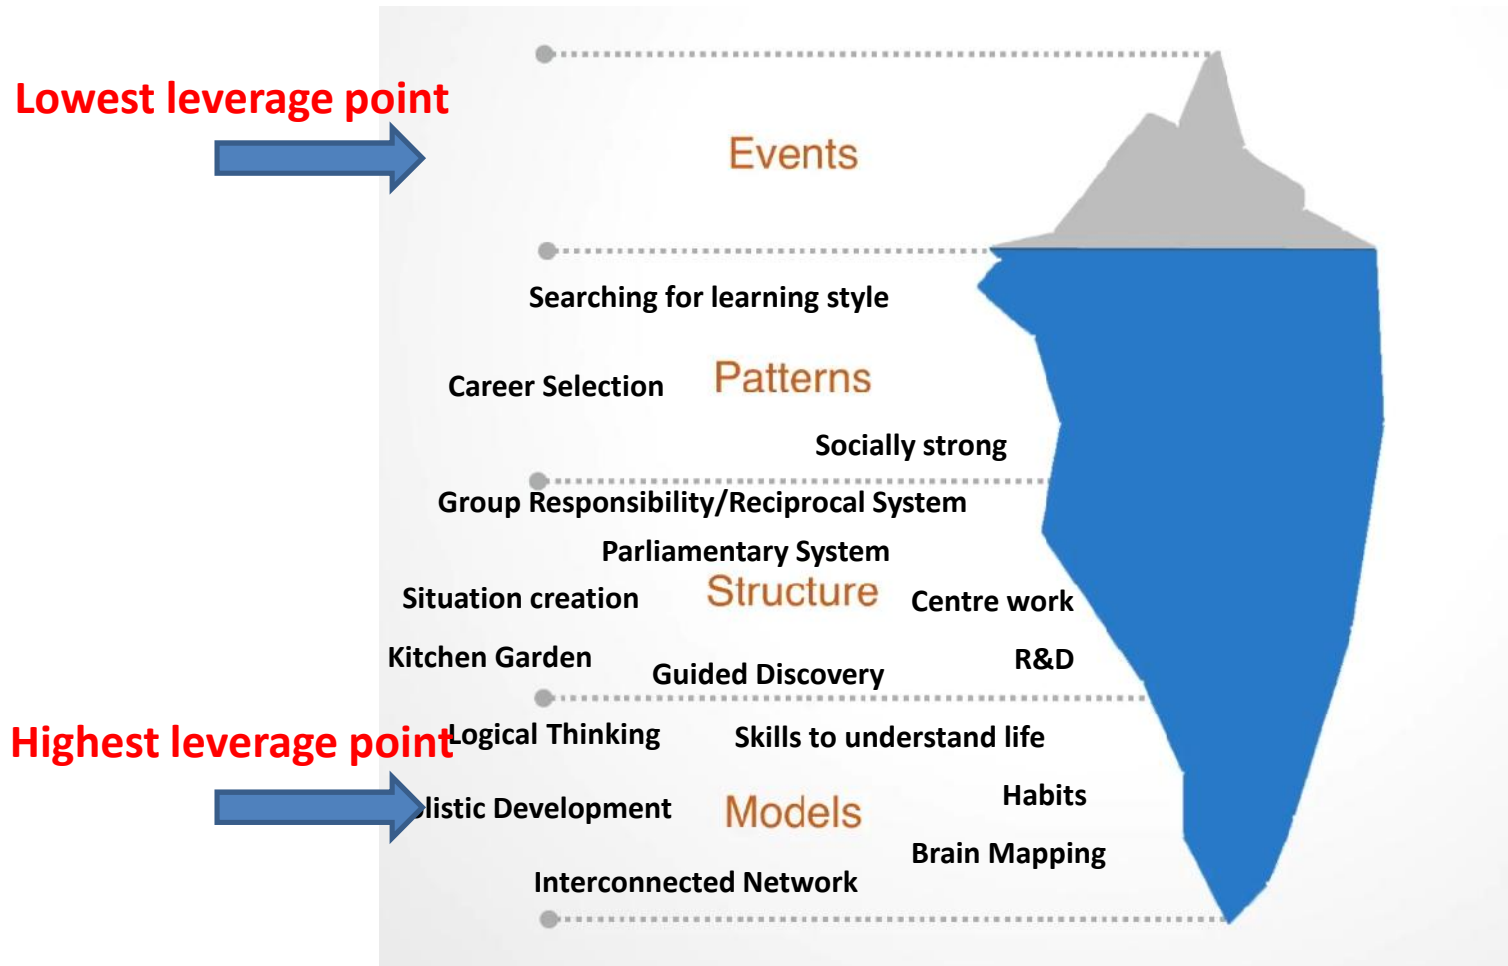 Lowest leverage point
Events
Searching for learning style
Career Selection
Patterns
Socially strong
Group Responsibility/Reciprocal System
Parliamentary System
Situation creation
Structure
Centre work
Kitchen Garden
Guided Discovery
R&D
Highest leverage point
Logical Thinking
Skills to understand life
Development
Models
Habits
Brain Mapping
Interconnected Network